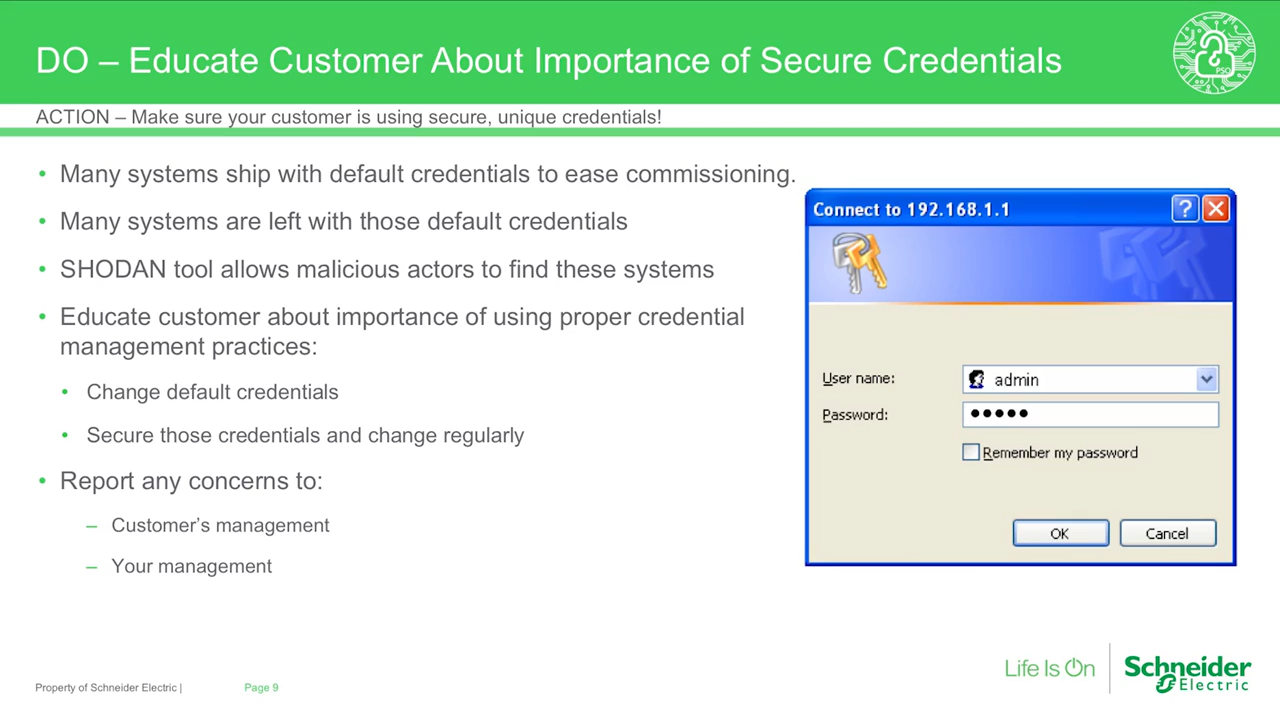 DO – Educate Customer About Importance of Secure Credentials
PSO
ACTION – Make sure your customer is using secure, unique credentials!
• Many systems ship with default credentials to ease commissioning.
• Many systems are left with those default credentials
• SHODAN tool allows malicious actors to find these systems
• Educate customer about importance of using proper credential
management practices:
• Change default credentials
• Secure those credentials and change regularly
• Report any concerns to:
– Customer’s management
– Your management
Connect to 192.168.1.1
?
User name:
admin
Password:
●●●●●
Remember my password
OK
Cancel
Property of Schneider Electric |
Page 9
Life Is On
Schneider
Electric